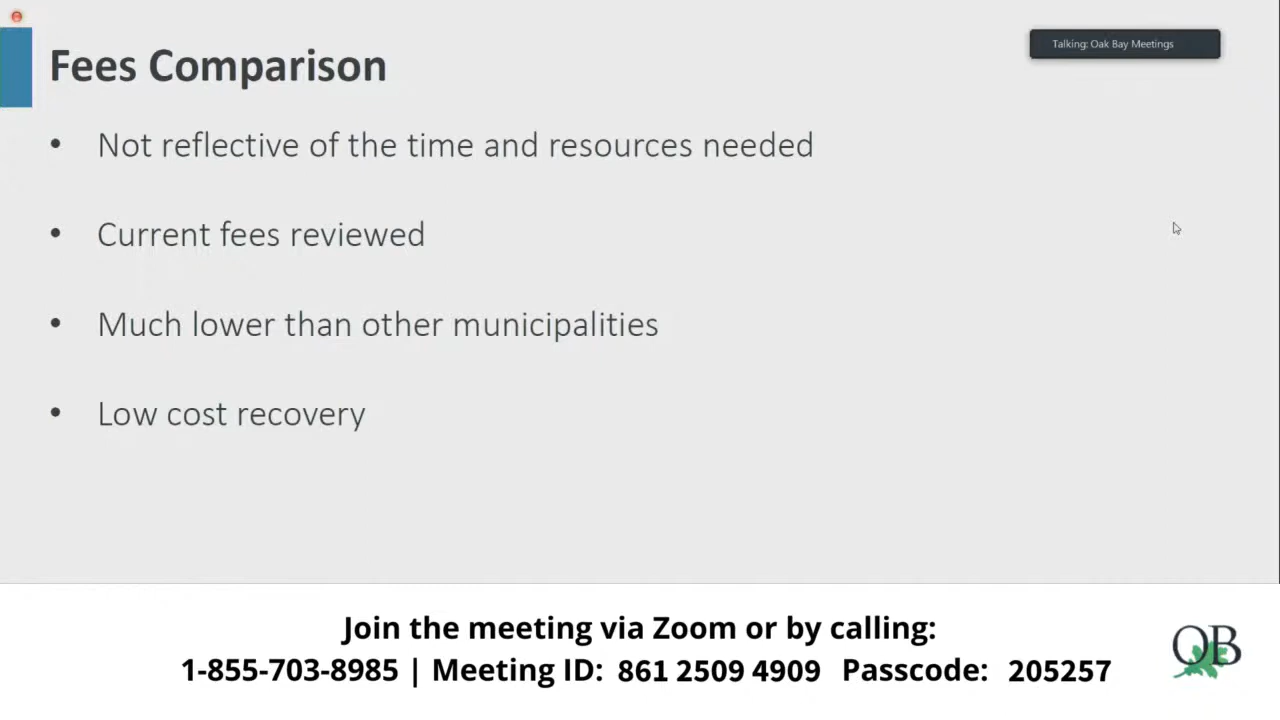 Fees Comparison
Talking: Oak Bay Meetings
• Not reflective of the time and resources needed
• Current fees reviewed
• Much lower than other municipalities
• Low cost recovery
Join the meeting via Zoom or by calling:
1-855-703-8985 | Meeting ID: 861 2509 4909 Passcode: 205257
OB